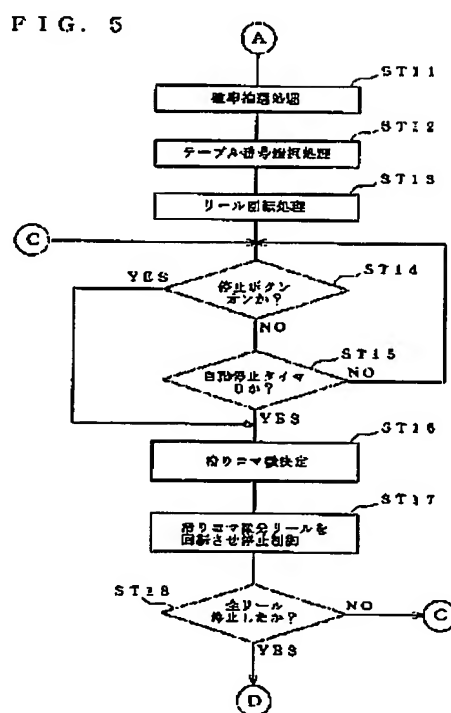 FIG. 5
A
ST11
確率抽選処理
ST12
テーブル番号選択処理
ST13
リール回転処理
C
YES
停止ボタン
オンか?
ST14
NO
ST15
自動停止タイマ
0か?
NO
YES
ST16
滑りコマ数決定
ST17
滑りコマ数分リールを
回転させ停止制御
ST18
全リール
停止したか?
NO
C
YES
D